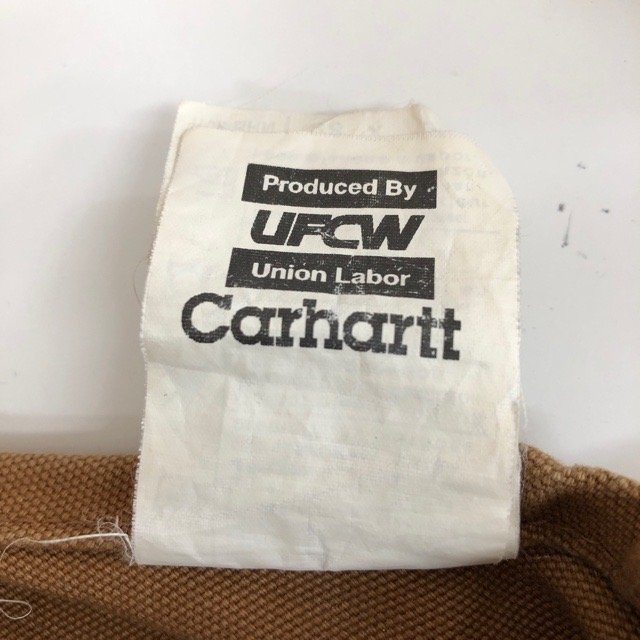 Produced By
UFCW
Union Labor
Carhartt